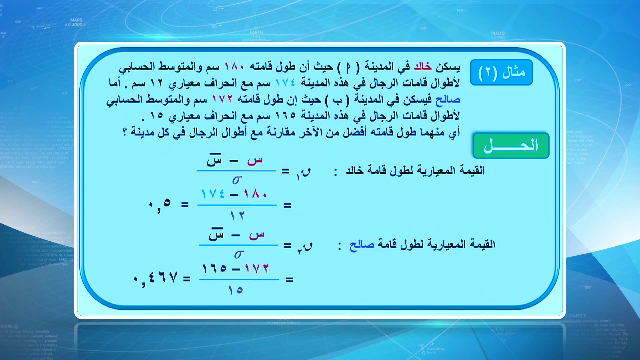 مثال (٢)
يسكن خالد في المدينة ( أ ) حيث أن طول قامته ١٨٠ سم والمتوسط الحسابي
لأطوال قامات الرجال في هذه المدينة ١٧٤ سم مع انحراف معياري ١٢ سم . أما
صالح فيسكن في المدينة ( ب ) حيث إن طول قامته ١٧٢ سم والمتوسط الحسابي
لأطوال قامات الرجال في هذه المدينة ١٦٥ سم مع انحراف معياري ١٥ .
أي منهما طول قامته أفضل من الآخر مقارنة مع أطوال الرجال في كل مدينة ؟
الحـــــل
القيمة المعيارية لطول قامة خالد : ن١ = (س − س̄) / σ
= (١٨٠ − ١٧٤) / ١٢ = ٠,٥
القيمة المعيارية لطول قامة صالح : ن٢ = (س − س̄) / σ
= (١٧٢ − ١٦٥) / ١٥ = ٠,٤٦٧